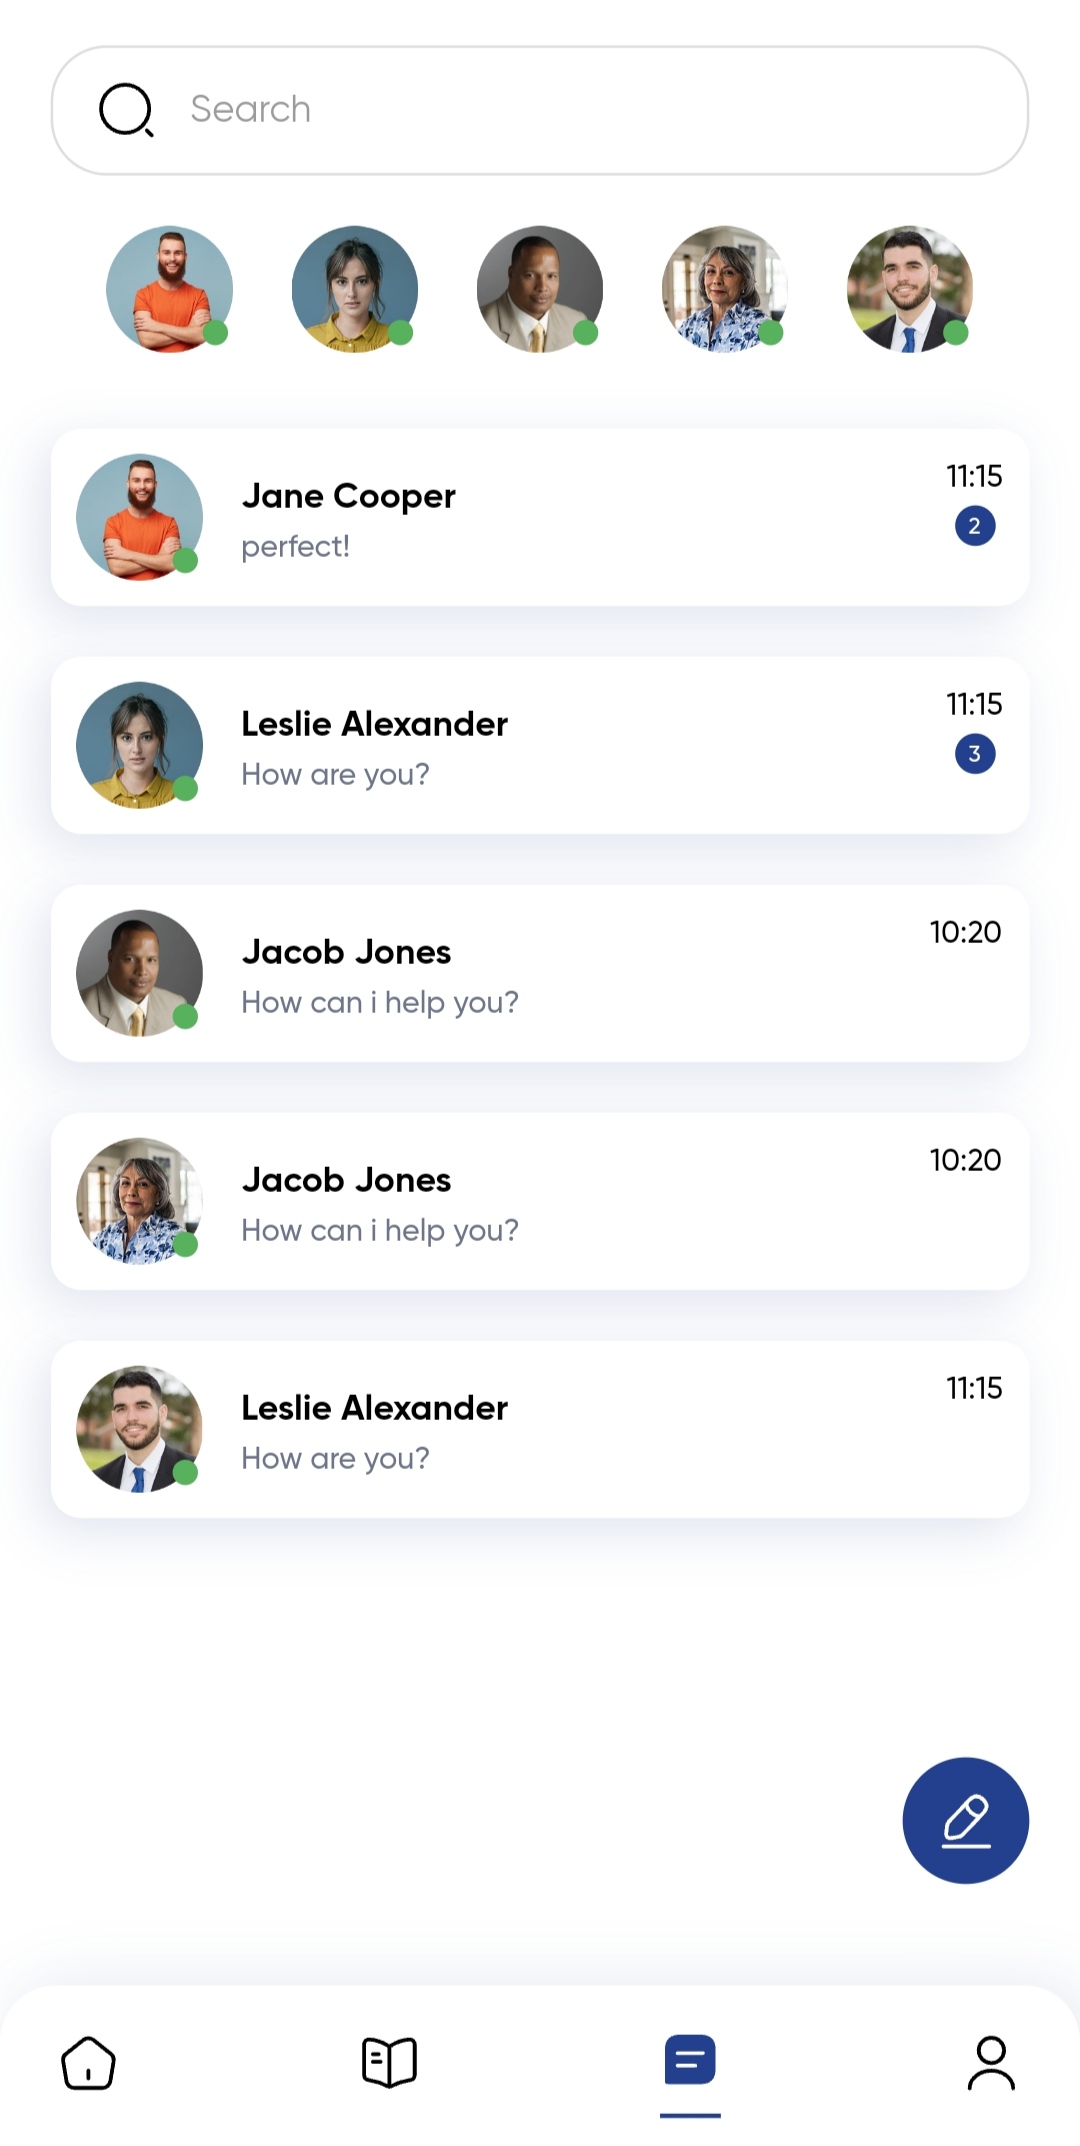 Search
Jane Cooper
11:15
perfect!
2
Leslie Alexander
11:15
How are you?
3
Jacob Jones
10:20
How can i help you?
Jacob Jones
10:20
How can i help you?
Leslie Alexander
11:15
How are you?